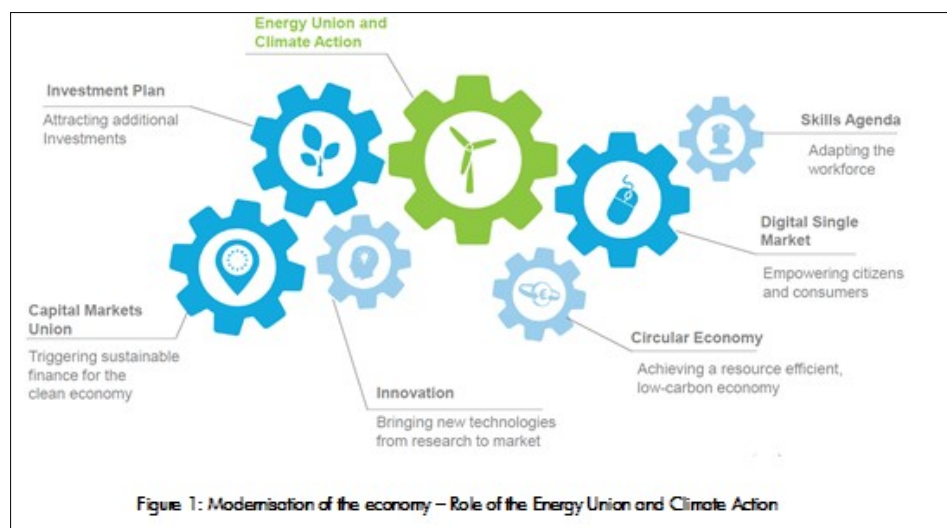 Energy Union and
Climate Action
Investment Plan
Attracting additional
Investments
Skills Agenda
Adapting the
workforce
Digital Single
Market
Empowering citizens
and consumers
Capital Markets
Union
Triggering sustainable
finance for the
clean economy
Circular Economy
Achieving a resource efficient,
low-carbon economy
Innovation
Bringing new technologies
from research to market
Figure 1: Modernisation of the economy – Role of the Energy Union and Climate Action